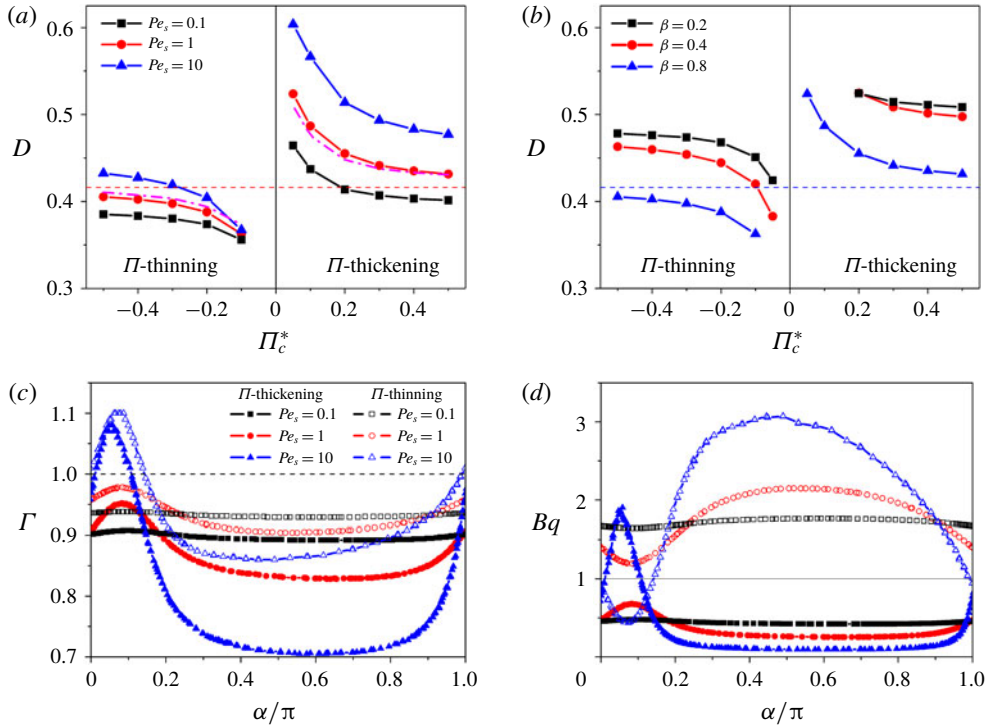 (a)
0.6
0.5
0.4
0.3
D
Pe_s = 0.1
Pe_s = 1
Pe_s = 10
Π-thinning
Π-thickening
−0.4
−0.2
0
0.2
0.4
Π_c^*
(b)
0.6
0.5
0.4
0.3
D
β = 0.2
β = 0.4
β = 0.8
Π-thinning
Π-thickening
−0.4
−0.2
0
0.2
0.4
Π_c^*
(c)
1.1
1.0
0.9
0.8
0.7
Γ
Π-thickening Π-thinning
Pe_s = 0.1 Pe_s = 0.1
Pe_s = 1 Pe_s = 1
Pe_s = 10 Pe_s = 10
0 0.2 0.4 0.6 0.8 1.0
α/π
(d)
3
2
1
Bq
0 0.2 0.4 0.6 0.8 1.0
α/π